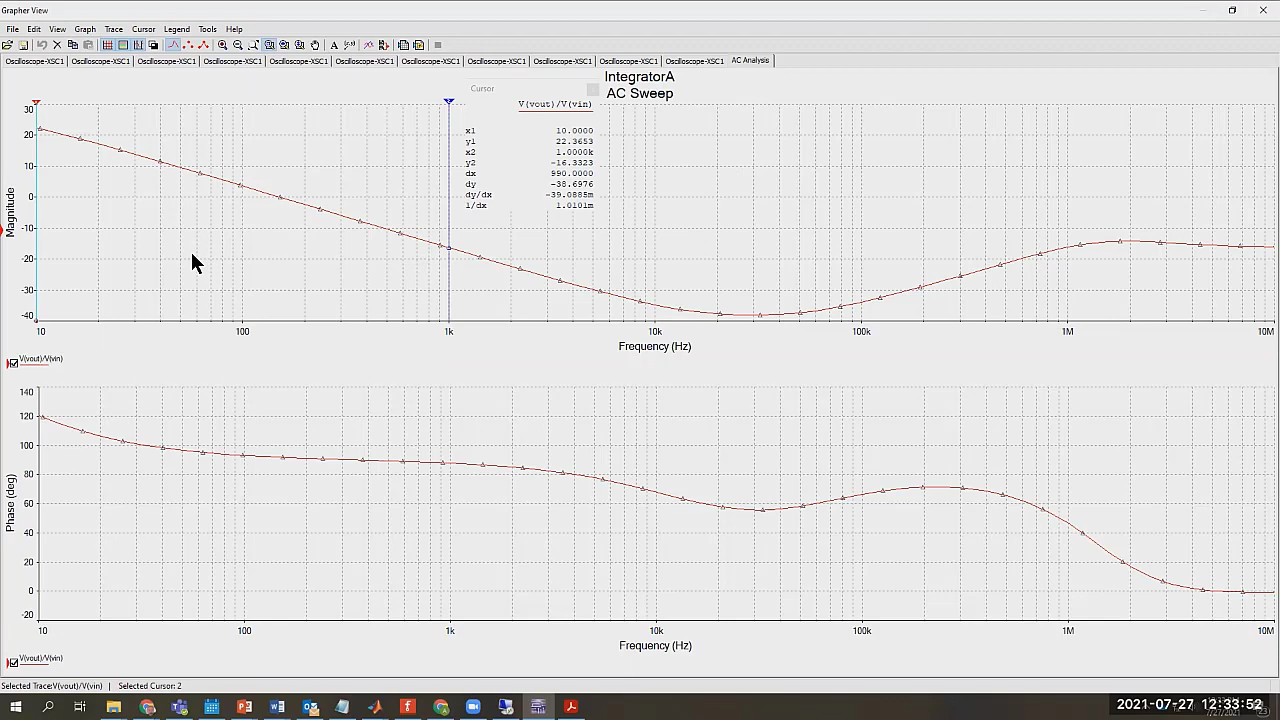 Grapher View
File Edit View Graph Trace Cursor Legend Tools Help
Oscilloscope-XSC1 Oscilloscope-XSC1 Oscilloscope-XSC1 Oscilloscope-XSC1 Oscilloscope-XSC1 Oscilloscope-XSC1 Oscilloscope-XSC1 Oscilloscope-XSC1 Oscilloscope-XSC1 Oscilloscope-XSC1 Oscilloscope-XSC1 AC Analysis
IntegratorA
AC Sweep
Cursor
V(vout)/V(vin)
x1 10.0000
y1 22.3653
x2 1.0000k
y2 -16.3323
dx 990.0000
dy -38.6976
dy/dx -39.0885m
1/dx 1.0101m
Magnitude
30
20
10
0
-10
-20
-30
-40
10 100 1k 10k 100k 1M 10M
Frequency (Hz)
V(vout)/V(vin)
Phase (deg)
140
120
100
80
60
40
20
0
-20
10 100 1k 10k 100k 1M 10M
Frequency (Hz)
V(vout)/V(vin)
Selected Trace:V(vout)/V(vin) | Selected Cursor: 2
2021-07-27 12:33:52